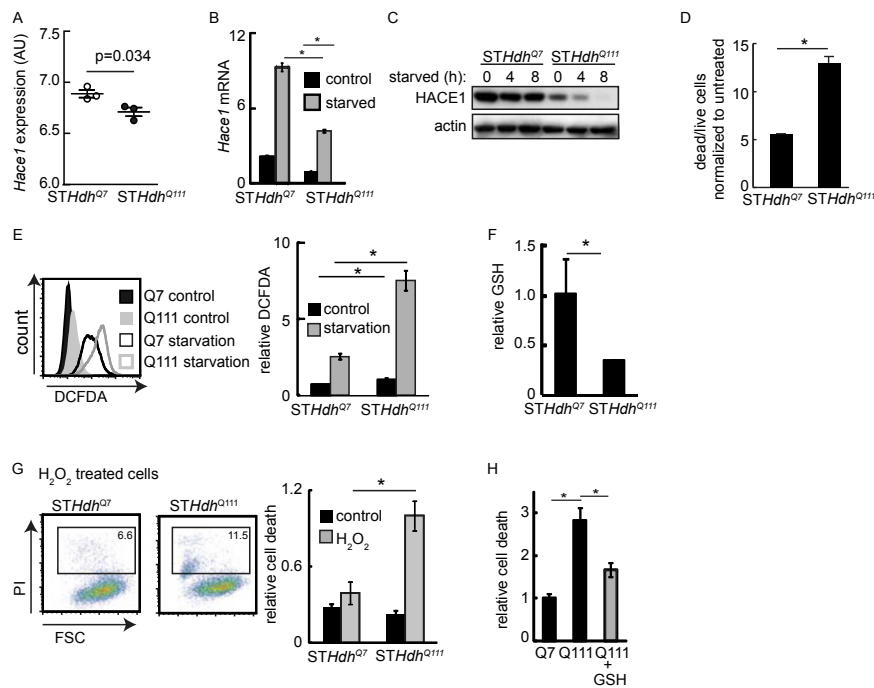 A
Hace1 expression (AU)
7.0
6.5
6.0
p=0.034
STHdhQ7 STHdhQ111
B
Hace1 mRNA
12
6
0
*
*
control
starved
STHdhQ7 STHdhQ111
C
STHdhQ7 STHdhQ111
starved (h): 0 4 8 0 4 8
HACE1
actin
D
dead/live cells
normalized to untreated
15
10
5
0
*
STHdhQ7 STHdhQ111
E
count
DCFDA
Q7 control
Q111 control
Q7 starvation
Q111 starvation
relative DCFDA
10
5
0
*
*
control
starvation
STHdhQ7 STHdhQ111
F
relative GSH
1.5
1.0
0.5
0
*
STHdhQ7 STHdhQ111
G H2O2 treated cells
STHdhQ7 STHdhQ111
6.6 11.5
PI
FSC
relative cell death
1.2
0.6
0
*
control
H2O2
STHdhQ7 STHdhQ111
H
relative cell death
3
2
1
0
* *
Q7 Q111 Q111
+
GSH